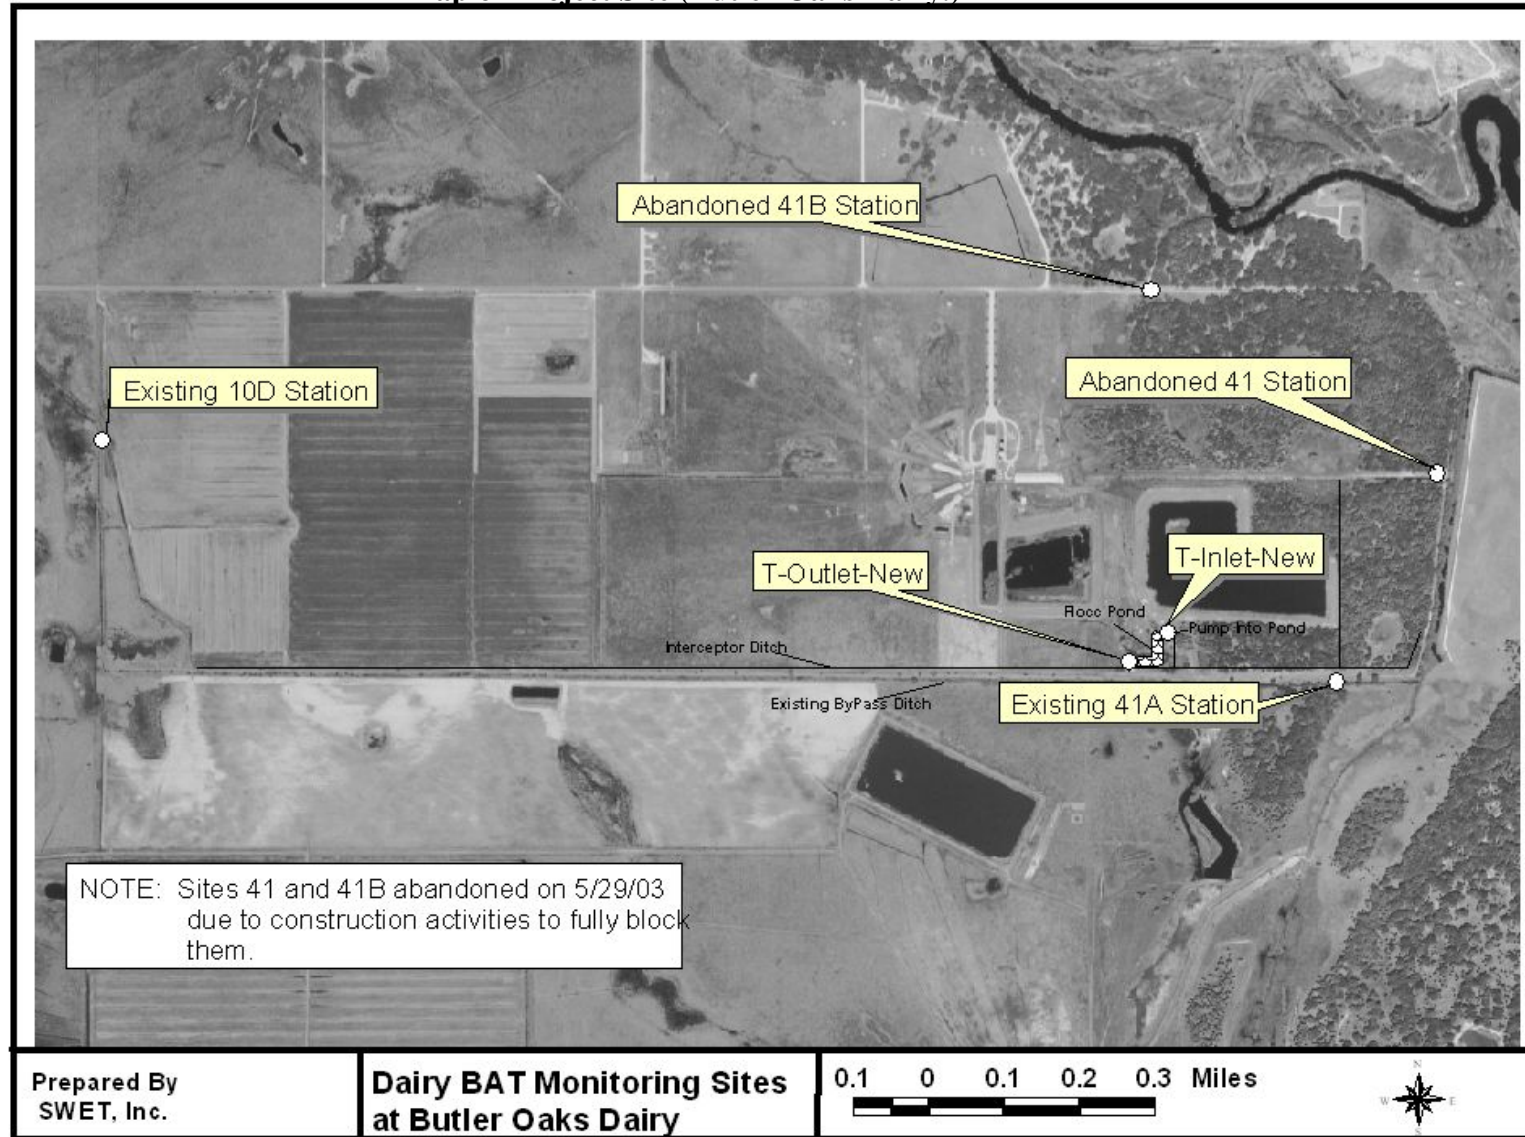 Abandoned 41B Station
Abandoned 41 Station
Existing 10D Station
T-Inlet-New
T-Outlet-New
Flocc Pond
Pump Into Pond
Interceptor Ditch
Existing ByPass Ditch
Existing 41A Station
NOTE: Sites 41 and 41B abandoned on 5/29/03
due to construction activities to fully block
them.
Prepared By
SWET, Inc.
Dairy BAT Monitoring Sites
at Butler Oaks Dairy
0.1 0 0.1 0.2 0.3 Miles
N
W E
S